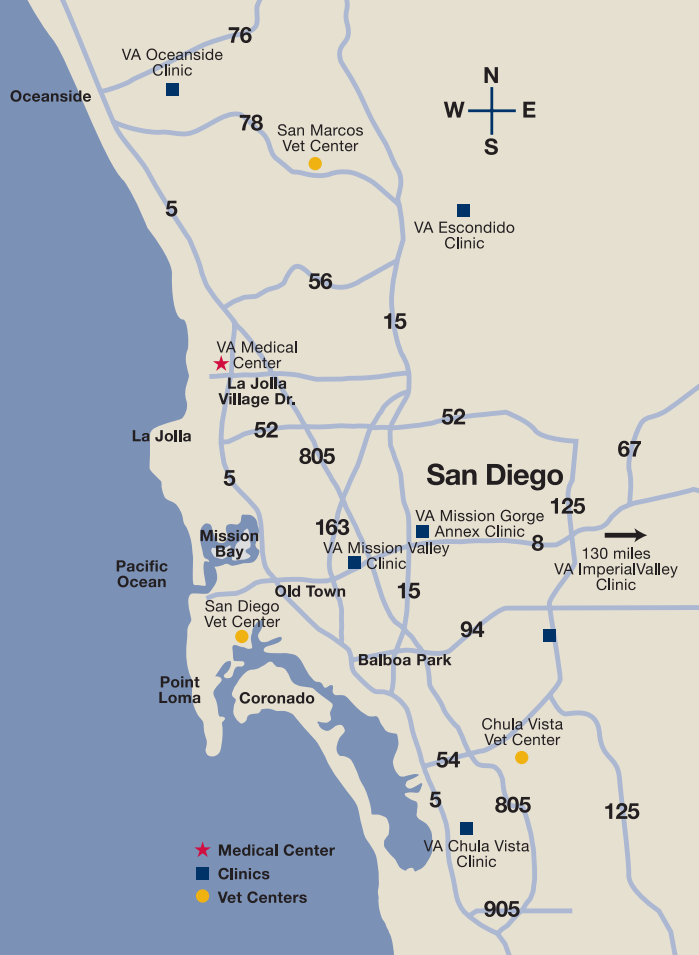 76
VA Oceanside
Clinic
Oceanside
N
W E
S
78
San Marcos
Vet Center
5
VA Escondido
Clinic
56
15
VA Medical
Center
La Jolla
Village Dr.
52
52
La Jolla
805
67
5
San Diego
125
VA Mission Gorge
Annex Clinic
163
Mission
Bay
8
VA Mission Valley
Clinic
130 miles
VA ImperialValley
Clinic
Pacific
Ocean
Old Town
15
San Diego
Vet Center
94
Balboa Park
Point
Loma
Coronado
Chula Vista
Vet Center
54
5
805
125
VA Chula Vista
Clinic
Medical Center
Clinics
Vet Centers
905